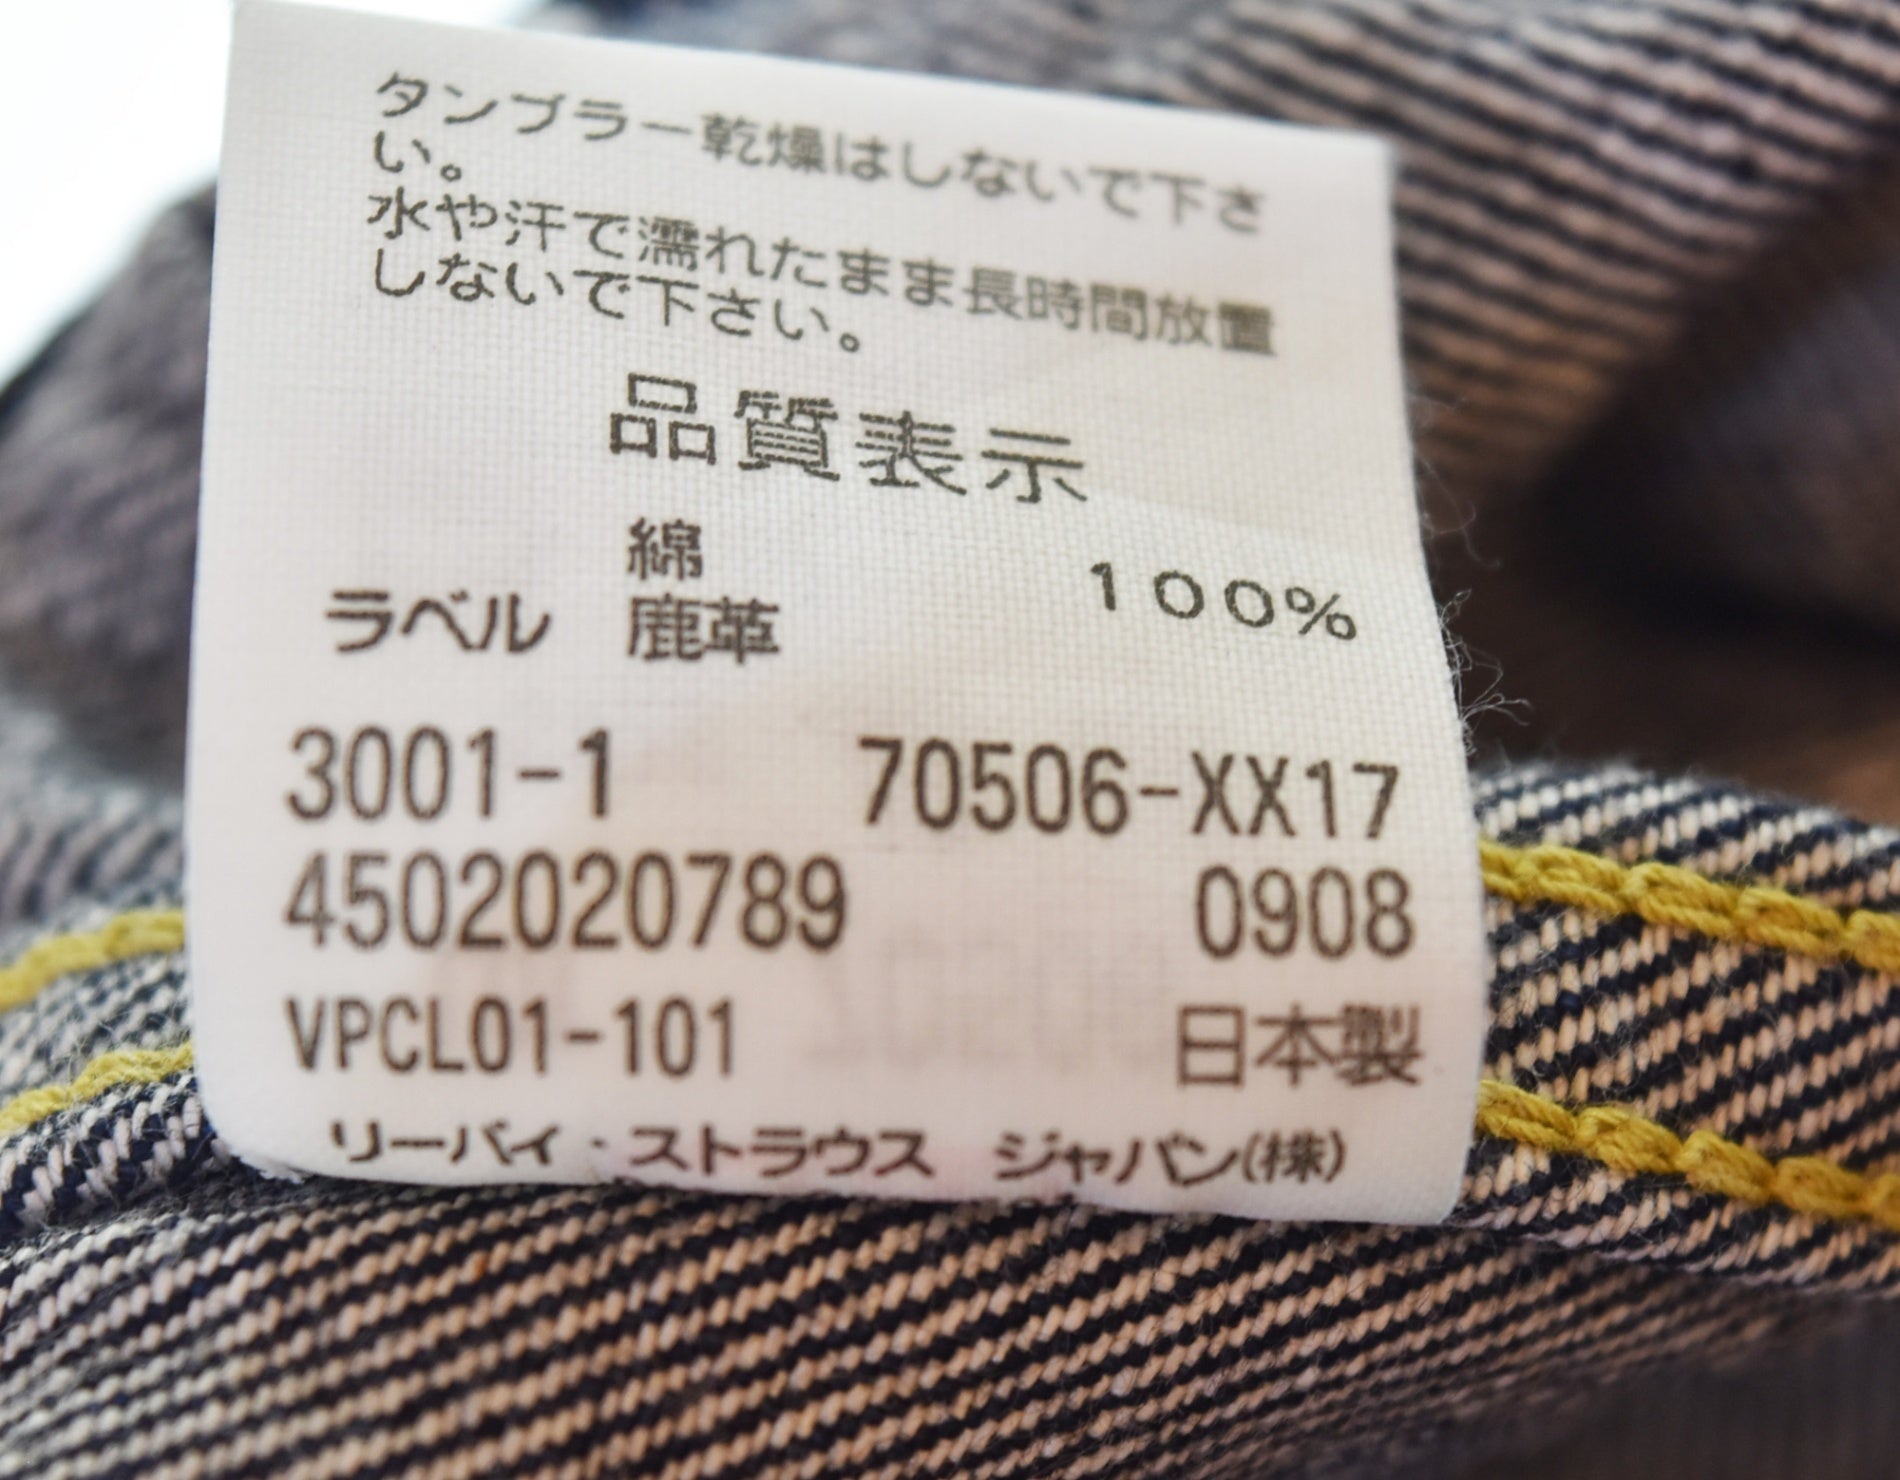 タンブラー乾燥はしないで下さ
い。
水や汗で濡れたまま長時間放置
しないで下さい。
品質表示
綿 100%
ラベル 鹿革
3001-1 70506-XX17
4502020789 0908
VPCL01-101 日本製
リーバイ・ストラウス ジャパン(株)